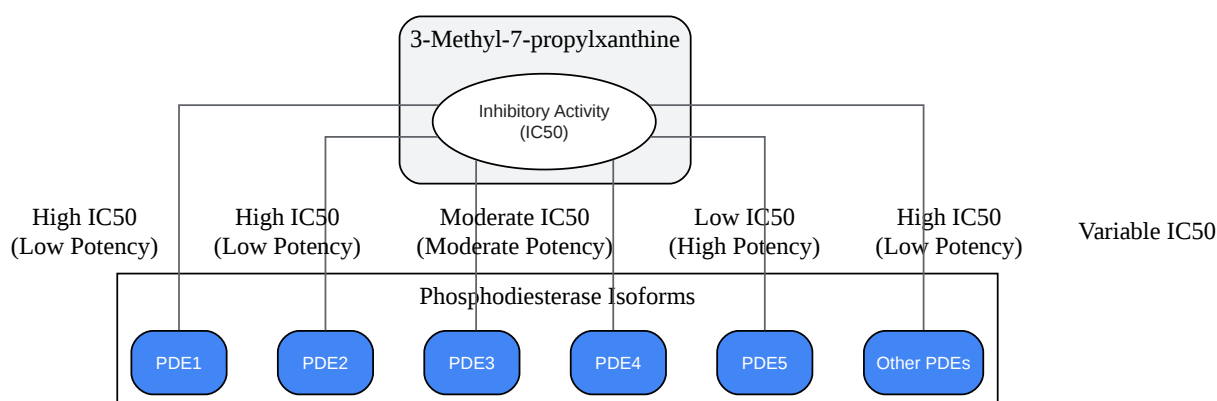 3-Methyl-7-propylxanthine
Inhibitory Activity
(IC50)
High IC50
(Low Potency)
High IC50
(Low Potency)
Moderate IC50
(Moderate Potency)
Low IC50
(High Potency)
High IC50
(Low Potency)
Variable IC50
Phosphodiesterase Isoforms
PDE1
PDE2
PDE3
PDE4
PDE5
Other PDEs